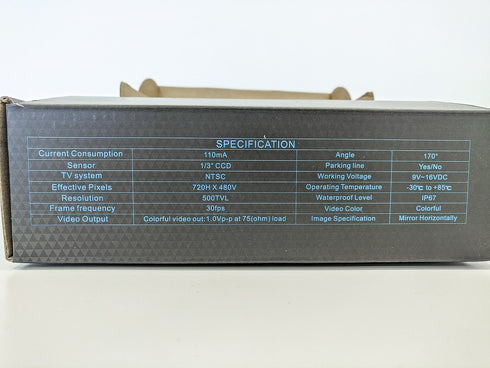 SPECIFICATION
Current Consumption 110mA Angle 170°
Sensor 1/3" CCD Parking line Yes/No
TV system NTSC Working Voltage 9V~16VDC
Effective Pixels 720H X 480V Operating Temperature -30℃ to +85℃
Resolution 500TVL Waterproof Level IP67
Frame frequency 30fps Video Color Colorful
Video Output Colorful video out:1.0Vp-p at 75(ohm) load Image Specification Mirror Horizontally